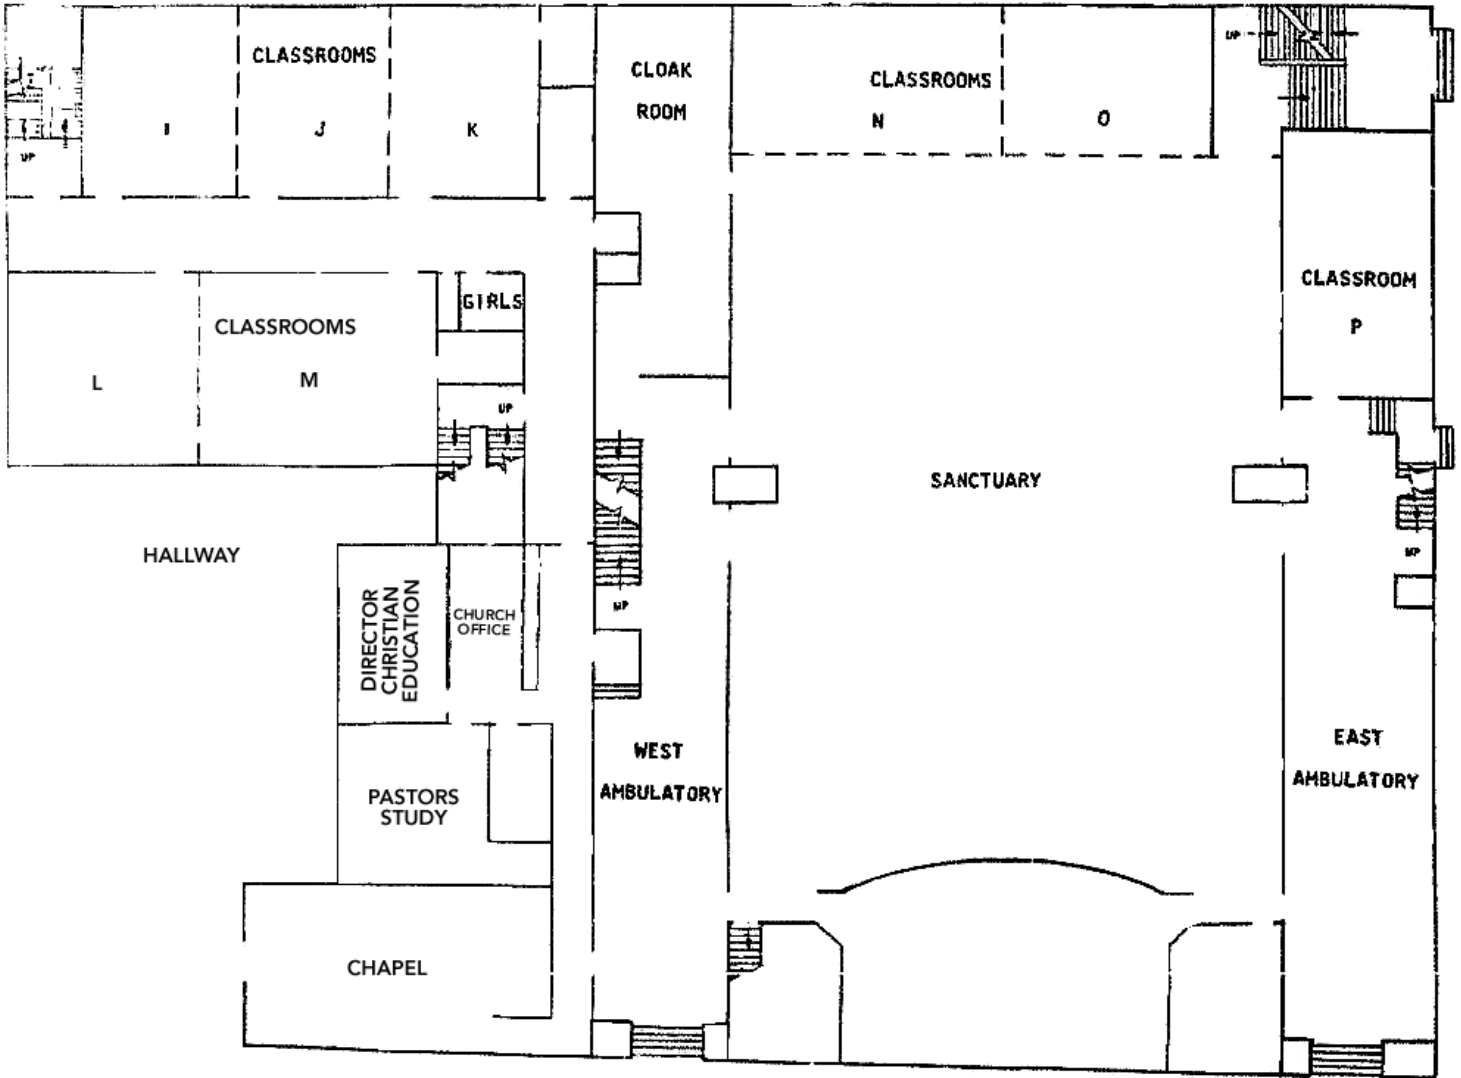 CLASSROOMS
I
J
K
UP
CLOAK
ROOM
CLASSROOMS
N
O
UP
CLASSROOM
P
CLASSROOMS
L
M
GIRLS
UP
SANCTUARY
HALLWAY
UP
UP
DIRECTOR
CHRISTIAN
EDUCATION
CHURCH
OFFICE
WEST
AMBULATORY
EAST
AMBULATORY
PASTORS
STUDY
CHAPEL